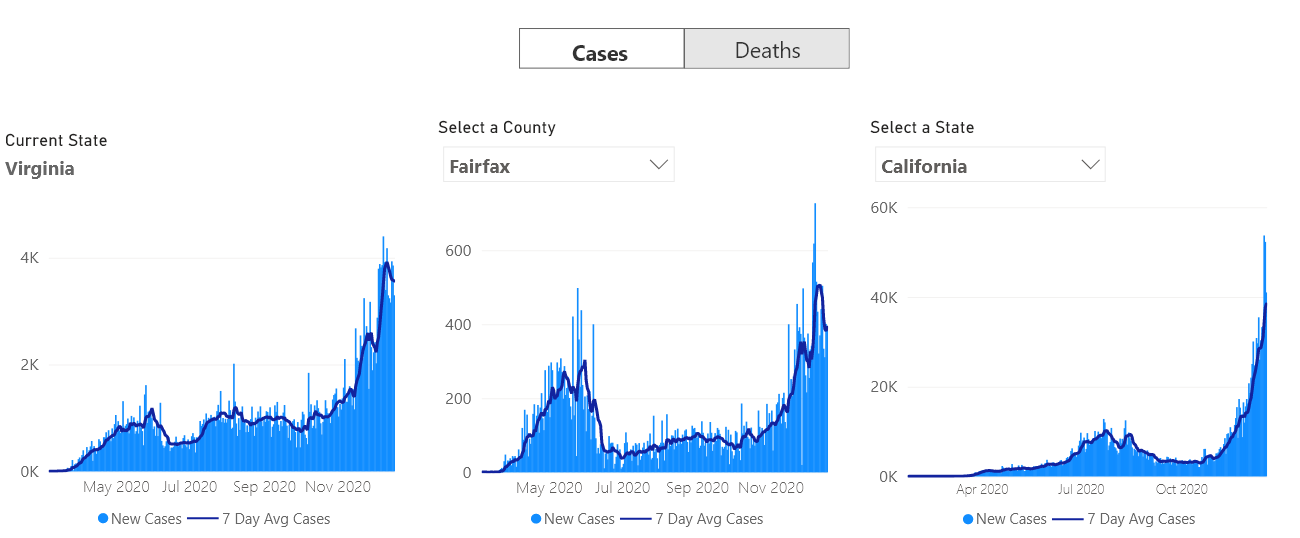 Cases Deaths
Current State
Virginia
4K
2K
0K
May 2020 Jul 2020 Sep 2020 Nov 2020
New Cases 7 Day Avg Cases
Select a County
Fairfax
600
400
200
0
May 2020 Jul 2020 Sep 2020 Nov 2020
New Cases 7 Day Avg Cases
Select a State
California
60K
40K
20K
0K
Apr 2020 Jul 2020 Oct 2020
New Cases 7 Day Avg Cases